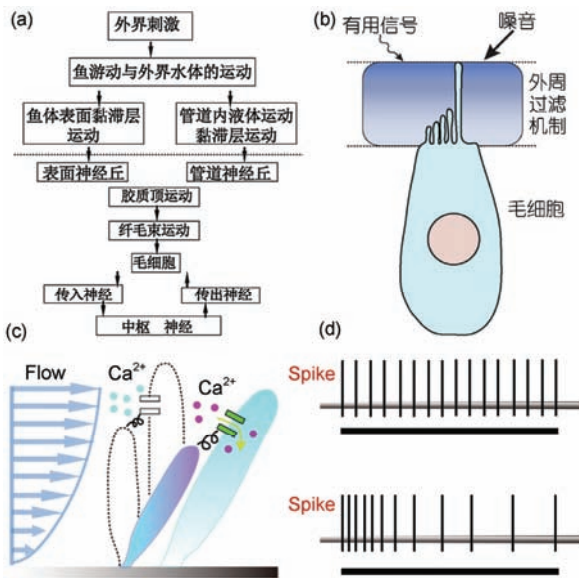 (a)
外界刺激
鱼游动与外界水体的运动
鱼体表面黏滞层
运动
管道内液体运动
黏滞层运动
表面神经丘
管道神经丘
胶质顶运动
纤毛束运动
毛细胞
传入神经
传出神经
中枢 神经
(b)
有用信号
噪音
外周
过滤
机制
毛细胞
(c)
Flow
Ca²⁺
Ca²⁺
(d)
Spike
Spike